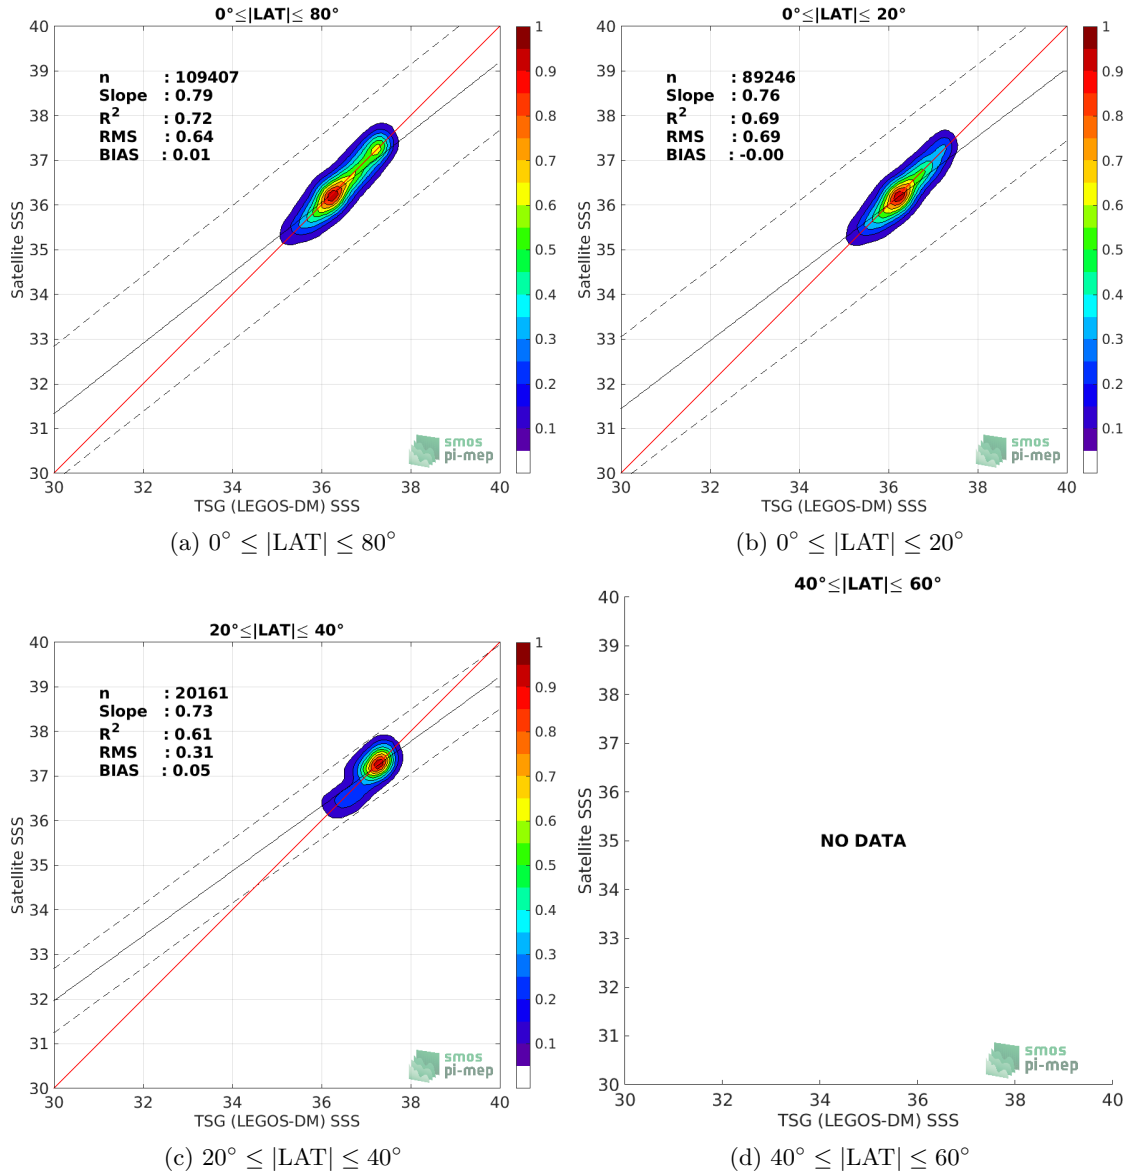 0°≤|LAT|≤ 80°
n : 109407
Slope : 0.79
R² : 0.72
RMS : 0.64
BIAS : 0.01
40
39
38
37
36
35
34
33
32
31
30
30 32 34 36 38 40
Satellite SSS
TSG (LEGOS-DM) SSS
1
0.9
0.8
0.7
0.6
0.5
0.4
0.3
0.2
0.1
smos
pi-mep
(a) 0° ≤ |LAT| ≤ 80°
0°≤|LAT|≤ 20°
n : 89246
Slope : 0.76
R² : 0.69
RMS : 0.69
BIAS : -0.00
40
39
38
37
36
35
34
33
32
31
30
30 32 34 36 38 40
Satellite SSS
TSG (LEGOS-DM) SSS
1
0.9
0.8
0.7
0.6
0.5
0.4
0.3
0.2
0.1
smos
pi-mep
(b) 0° ≤ |LAT| ≤ 20°
20°≤|LAT|≤ 40°
n : 20161
Slope : 0.73
R² : 0.61
RMS : 0.31
BIAS : 0.05
40
39
38
37
36
35
34
33
32
31
30
30 32 34 36 38 40
Satellite SSS
TSG (LEGOS-DM) SSS
1
0.9
0.8
0.7
0.6
0.5
0.4
0.3
0.2
0.1
smos
pi-mep
(c) 20° ≤ |LAT| ≤ 40°
40°≤|LAT|≤ 60°
40
39
38
37
36
35
34
33
32
31
30
30 32 34 36 38 40
Satellite SSS
NO DATA
TSG (LEGOS-DM) SSS
smos
pi-mep
(d) 40° ≤ |LAT| ≤ 60°